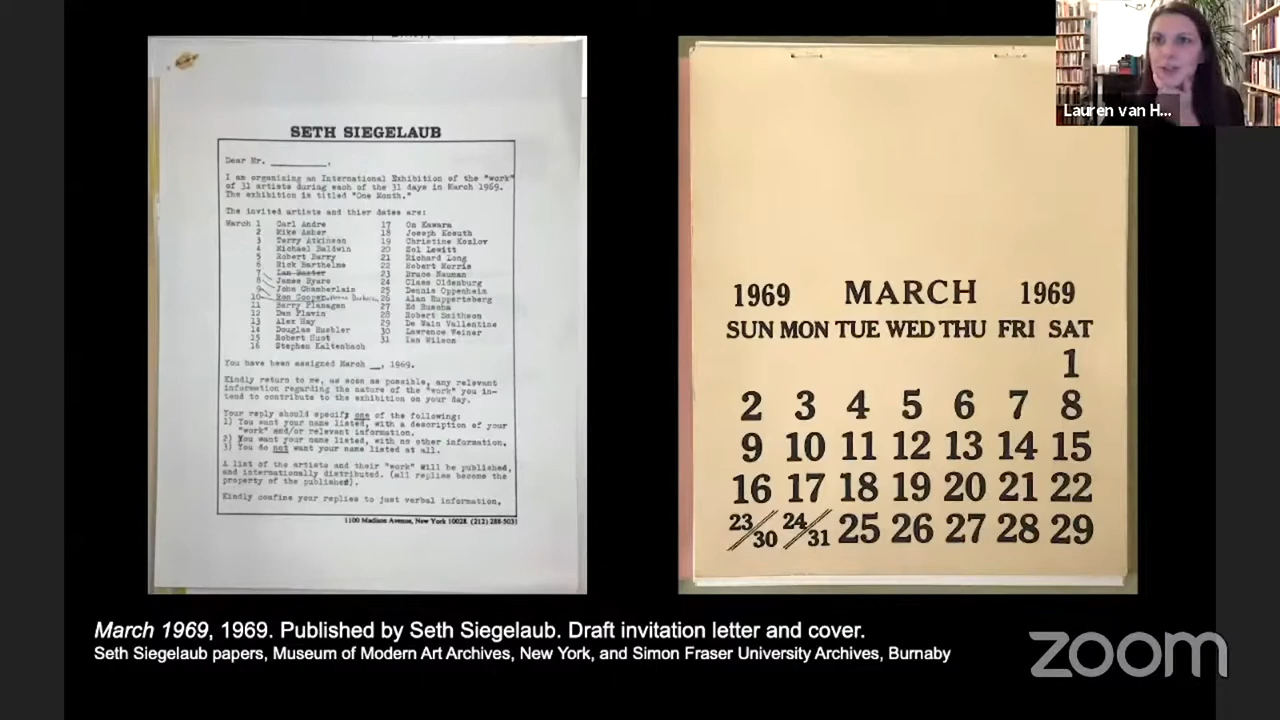 SETH SIEGELAUB
Dear Mr. __________,
I am organizing an International Exhibition of the "work"
of 31 artists during each of the 31 days in March 1969.
The exhibition is titled "One Month."
The invited artists and thier dates are:
March 1 Carl Andre
2 Mike Asher
3 Terry Atkinson
4 Michael Baldwin
5 Robert Barry
6 Rick Barthelme
7 Ian Baxter
8 James Byars
9 John Chamberlain
10 Ron Cooper
11 Barry Flanagan
12 Dan Flavin
13 Alex Hay
14 Douglas Huebler
15 Robert Huot
16 Stephen Kaltenbach
17 On Kawara
18 Joseph Kosuth
19 Christine Kozlov
20 Sol Lewitt
21 Richard Long
22 Robert Morris
23 Bruce Nauman
24 Claes Oldenburg
25 Dennis Oppenheim
26 Alan Ruppersberg
27 Ed Ruscha
28 Robert Smithson
29 De Wain Vallentine
30 Lawrence Weiner
31 Ian Wilson
You have been assigned March __, 1969.
Kindly return to me, as soon as possible, any relevant
information regarding the nature of the "work" you in-
tend to contribute to the exhibition on your day.
Your reply should specify one of the following:
1) You want your name listed, with a description of your
"work" and/or relevant information.
2) You want your name listed, with no other information.
3) You do not want your name listed at all.
A list of the artists and their "work" will be published,
and internationally distributed. (all replies become the
property of the publisher).
Kindly confine your replies to just verbal information.
1100 Madison Avenue, New York 10028 (212) 288-5031
1969 MARCH 1969
SUN MON TUE WED THU FRI SAT
1
2 3 4 5 6 7 8
9 10 11 12 13 14 15
16 17 18 19 20 21 22
23/30 24/31 25 26 27 28 29
Lauren van H...
March 1969, 1969. Published by Seth Siegelaub. Draft invitation letter and cover.
Seth Siegelaub papers, Museum of Modern Art Archives, New York, and Simon Fraser University Archives, Burnaby
zoom